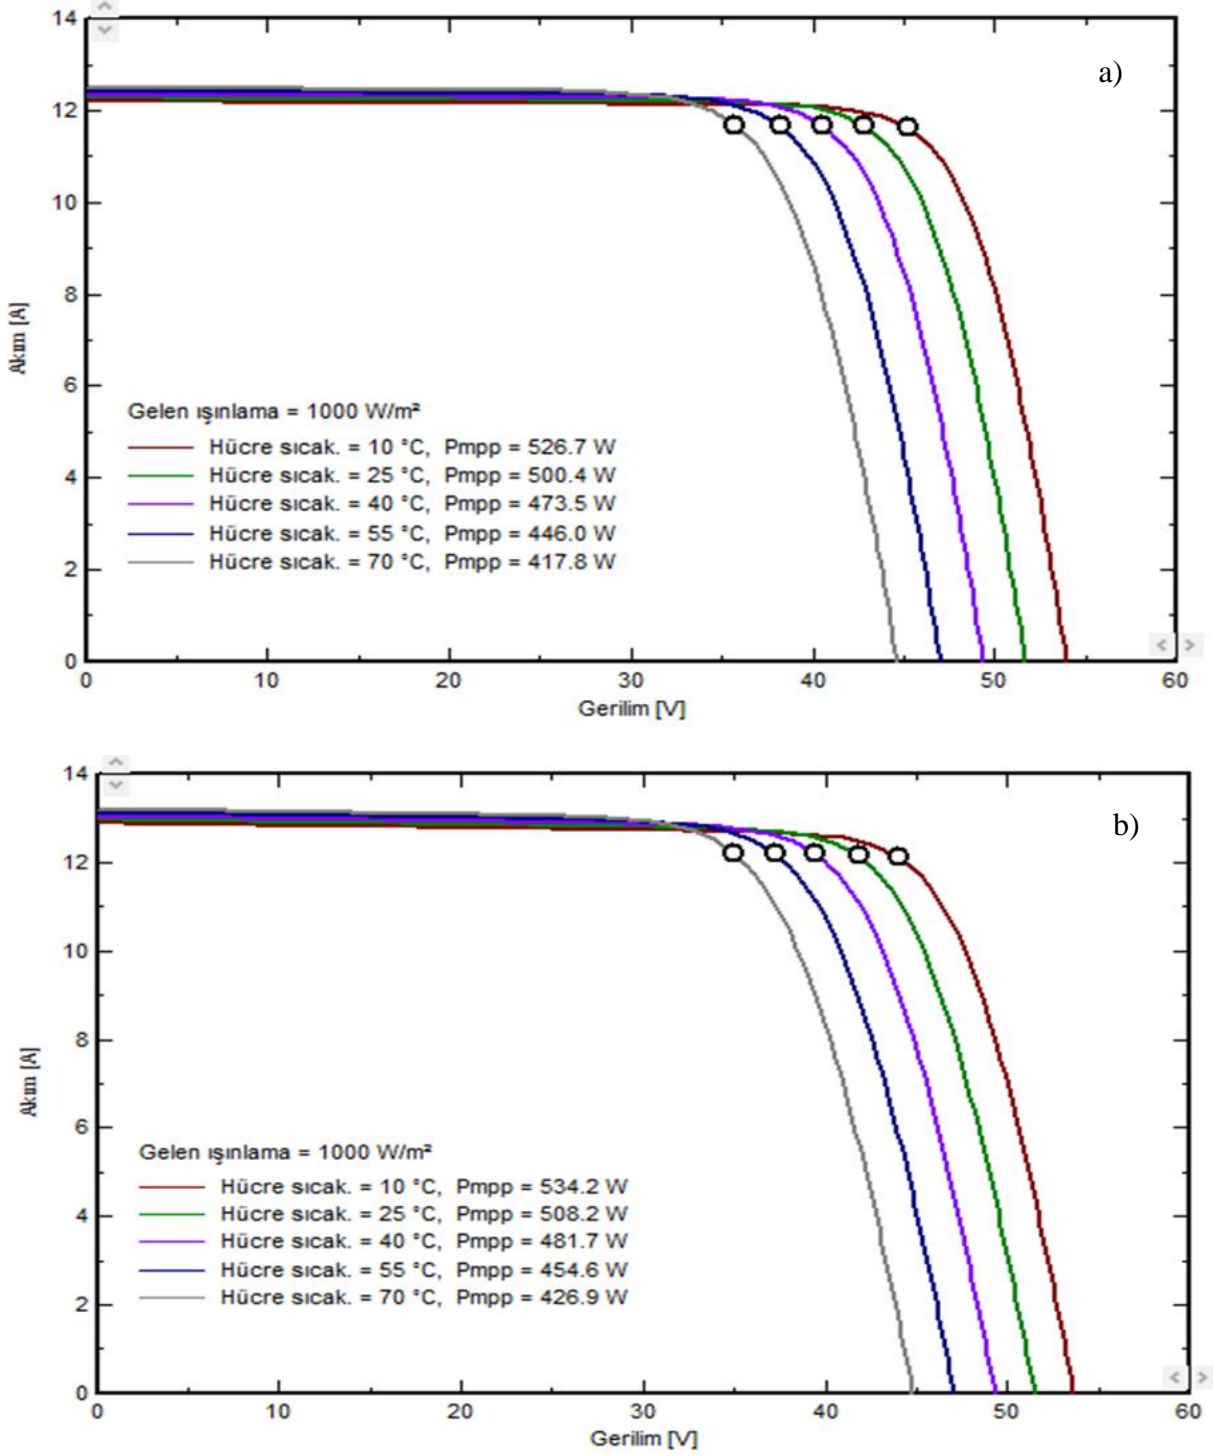 a)
14
12
10
8
6
4
2
0
Akım [A]
Gelen ışınlama = 1000 W/m²
Hücre sıcak. = 10 °C, Pmpp = 526.7 W
Hücre sıcak. = 25 °C, Pmpp = 500.4 W
Hücre sıcak. = 40 °C, Pmpp = 473.5 W
Hücre sıcak. = 55 °C, Pmpp = 446.0 W
Hücre sıcak. = 70 °C, Pmpp = 417.8 W
0 10 20 30 40 50 60
Gerilim [V]
b)
14
12
10
8
6
4
2
0
Akım [A]
Gelen ışınlama = 1000 W/m²
Hücre sıcak. = 10 °C, Pmpp = 534.2 W
Hücre sıcak. = 25 °C, Pmpp = 508.2 W
Hücre sıcak. = 40 °C, Pmpp = 481.7 W
Hücre sıcak. = 55 °C, Pmpp = 454.6 W
Hücre sıcak. = 70 °C, Pmpp = 426.9 W
0 10 20 30 40 50 60
Gerilim [V]